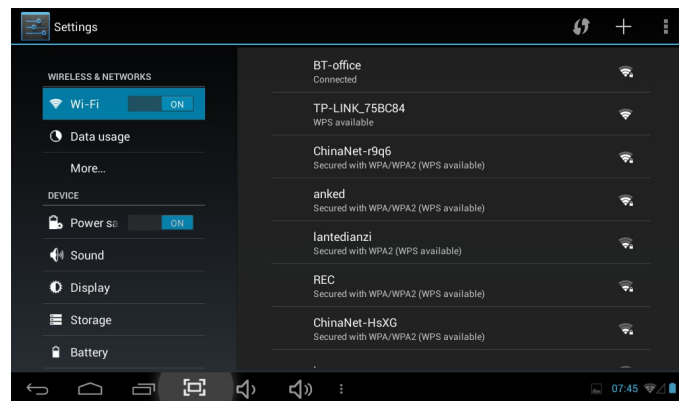 Settings
WIRELESS & NETWORKS
Wi-Fi
ON
Data usage
More...
DEVICE
Power sa
ON
Sound
Display
Storage
Battery
BT-office
Connected
TP-LINK_75BC84
WPS available
ChinaNet-r9q6
Secured with WPA/WPA2 (WPS available)
anked
Secured with WPA/WPA2 (WPS available)
lantedianzi
Secured with WPA2 (WPS available)
REC
Secured with WPA/WPA2 (WPS available)
ChinaNet-HsXG
Secured with WPA/WPA2 (WPS available)
07:45